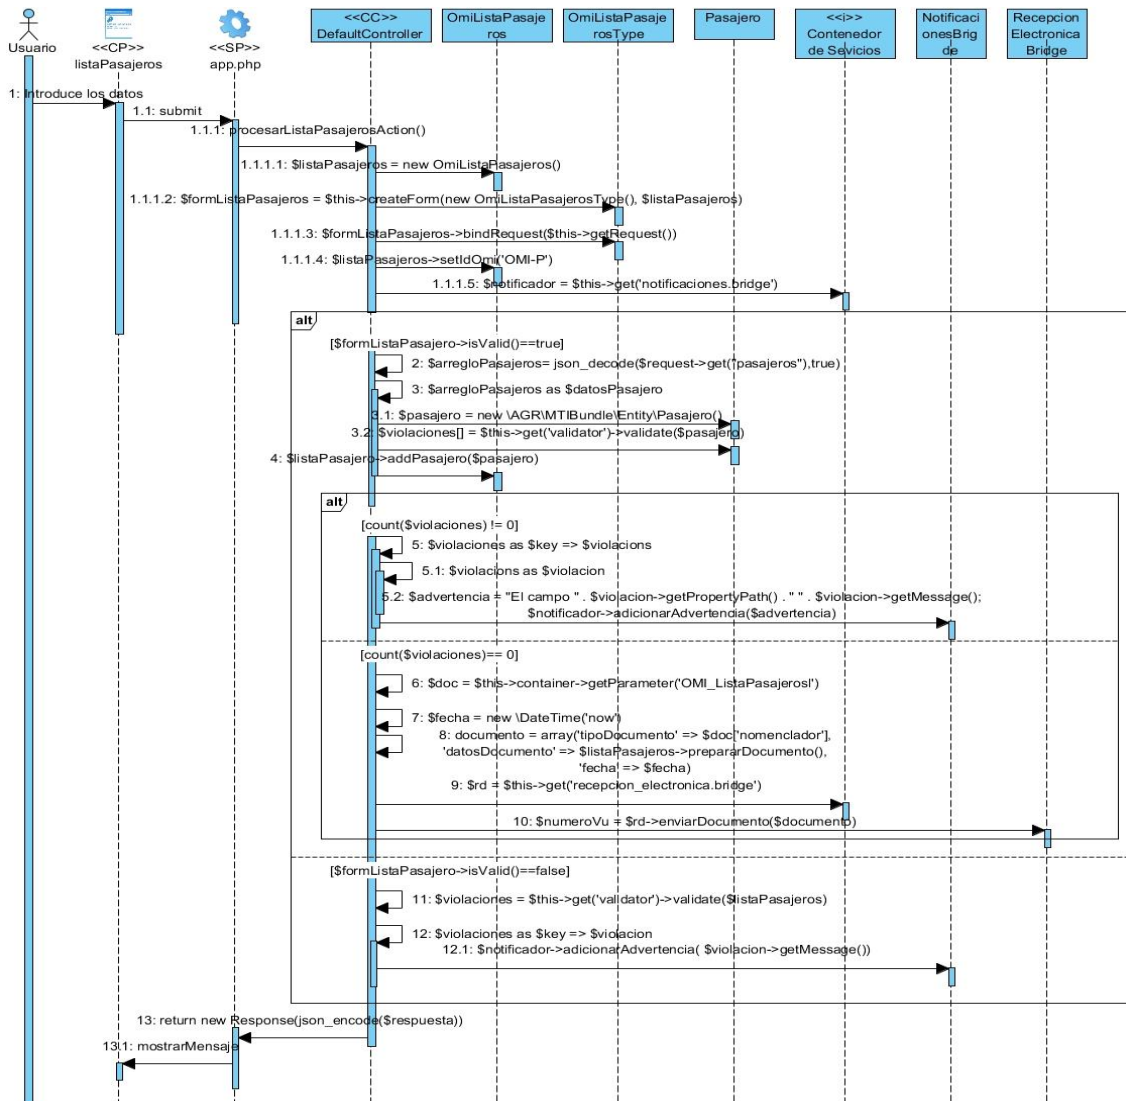 Usuario
<<CP>>
listaPasajeros
<<SP>>
app.php
<<CC>>
DefaultController
OmiListaPasaje
ros
OmiListaPasaje
rosType
Pasajero
<<i>>
Contenedor
de Sevicios
Notificaci
onesBrig
de
Recepcion
Electronica
Bridge
1: Introduce los datos
1.1: submit
1.1.1: procesarListaPasajerosAction()
1.1.1.1: $listaPasajeros = new OmiListaPasajeros()
1.1.1.2: $formListaPasajeros = $this->createForm(new OmiListaPasajerosType(), $listaPasajeros)
1.1.1.3: $formListaPasajeros->bindRequest($this->getRequest())
1.1.1.4: $listaPasajeros->setIdOmi('OMI-P')
1.1.1.5: $notificador = $this->get('notificaciones.bridge')
alt
[$formListaPasajero->isValid()==true]
2: $arregloPasajeros= json_decode($request->get("pasajeros"),true)
3: $arregloPasajeros as $datosPasajero
3.1: $pasajero = new \AGR\MTIBundle\Entity\Pasajero()
3.2: $violaciones[] = $this->get('validator')->validate($pasajero)
4: $listaPasajero->addPasajero($pasajero)
alt
[count($violaciones) != 0]
5: $violaciones as $key => $violacions
5.1: $violacions as $violacion
5.2: $advertencia = "El campo " . $violacion->getPropertyPath() . " " . $violacion->getMessage();
$notificador->adicionarAdvertencia($advertencia)
[count($violaciones)== 0]
6: $doc = $this->container->getParameter('OMI_ListaPasajerosI')
7: $fecha = new \DateTime('now')
8: documento = array('tipoDocumento' => $doc['nomenclador'],
'datosDocumento' => $listaPasajeros->prepararDocumento(),
'fecha' => $fecha)
9: $rd = $this->get('recepcion_electronica.bridge')
10: $numeroVu = $rd->enviarDocumento($documento)
[$formListaPasajero->isValid()==false]
11: $violaciones = $this->get('validator')->validate($listaPasajeros)
12: $violaciones as $key => $violacion
12.1: $notificador->adicionarAdvertencia( $violacion->getMessage())
13: return new Response(json_encode($respuesta))
13.1: mostrarMensaje